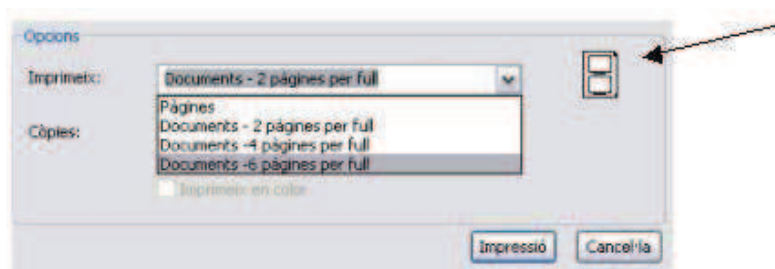 Opcions
Imprimeix: Documents - 2 pàgines per full
Pàgines
Documents - 2 pàgines per full
Còpies:
Documents -4 pàgines per full
Documents -6 pàgines per full
Imprimeix en color
Impressió Cancel·la